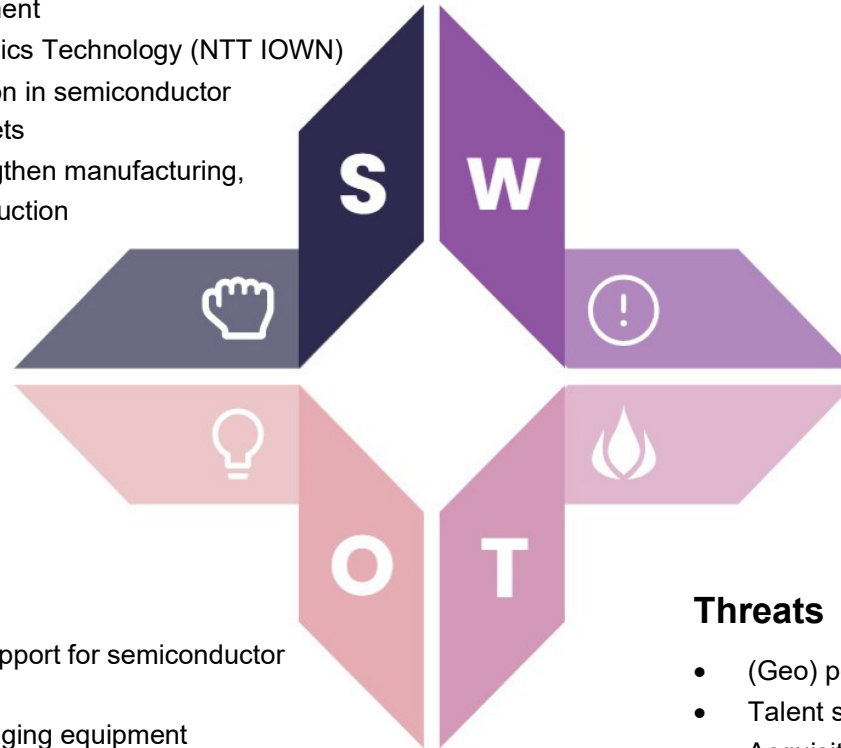 ics Technology (NTT IOWN)
on in semiconductor
ets
gthen manufacturing,
uction
S W
O T
pport for semiconductor
ging equipment
Threats
• (Geo) p
• Talent s